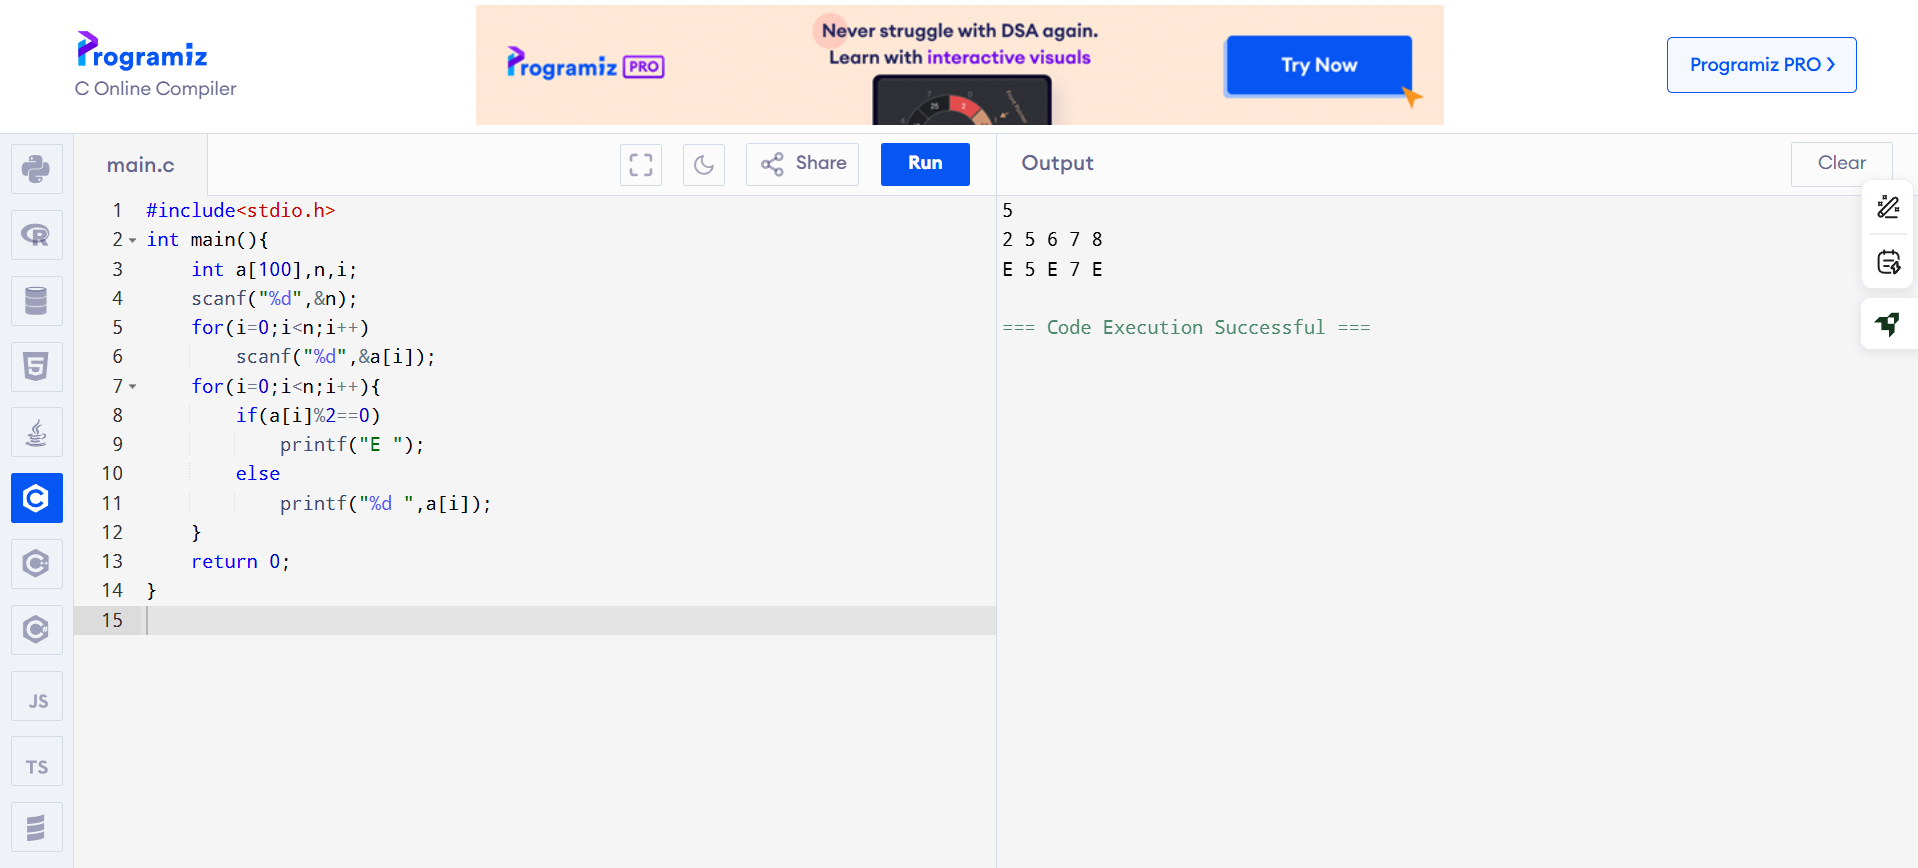 Programiz
C Online Compiler
Programiz PRO
Never struggle with DSA again.
Learn with interactive visuals
Try Now
Programiz PRO
main.c
Share
Run
Output
Clear
1 #include<stdio.h>
2 int main(){
3     int a[100],n,i;
4     scanf("%d",&n);
5     for(i=0;i<n;i++)
6         scanf("%d",&a[i]);
7     for(i=0;i<n;i++){
8         if(a[i]%2==0)
9             printf("E ");
10         else
11             printf("%d ",a[i]);
12     }
13     return 0;
14 }
15
5
2 5 6 7 8
E 5 E 7 E
=== Code Execution Successful ===
JS
TS